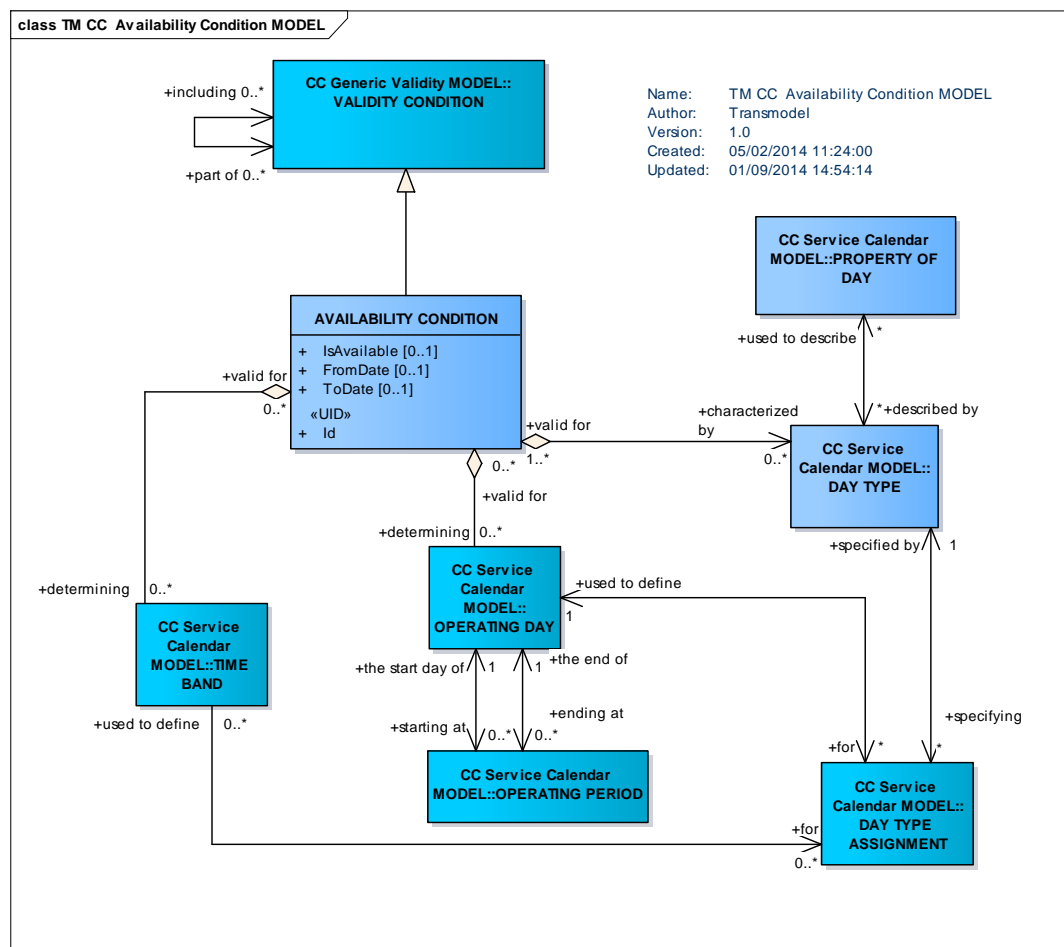 class TM CC  Availability Condition MODEL
CC Generic Validity MODEL::
VALIDITY CONDITION
+including 0..*
+part of 0..*
Name: TM CC  Availability Condition MODEL
Author: Transmodel
Version: 1.0
Created: 05/02/2014 11:24:00
Updated: 01/09/2014 14:54:14
CC Service Calendar
MODEL::PROPERTY OF
DAY
+used to describe *
*
+described by
AVAILABILITY CONDITION
+ IsAvailable [0..1]
+ FromDate [0..1]
+ ToDate [0..1]
«UID»
+ Id
+valid for
0..*
+valid for
1..*
+characterized
by
0..*
CC Service
Calendar MODEL::
DAY TYPE
0..*
+valid for
+determining 0..*
+specified by 1
+determining
0..*
CC Service
Calendar
MODEL::
OPERATING DAY
+used to define
1
CC Service
Calendar
MODEL::TIME
BAND
+the start day of 1
1 +the end of
+used to define 0..*
+starting at 0..*
+ending at
0..*
+specifying
*
+for *
CC Service Calendar
MODEL::OPERATING PERIOD
CC Service
Calendar MODEL::
DAY TYPE
ASSIGNMENT
+for
0..*